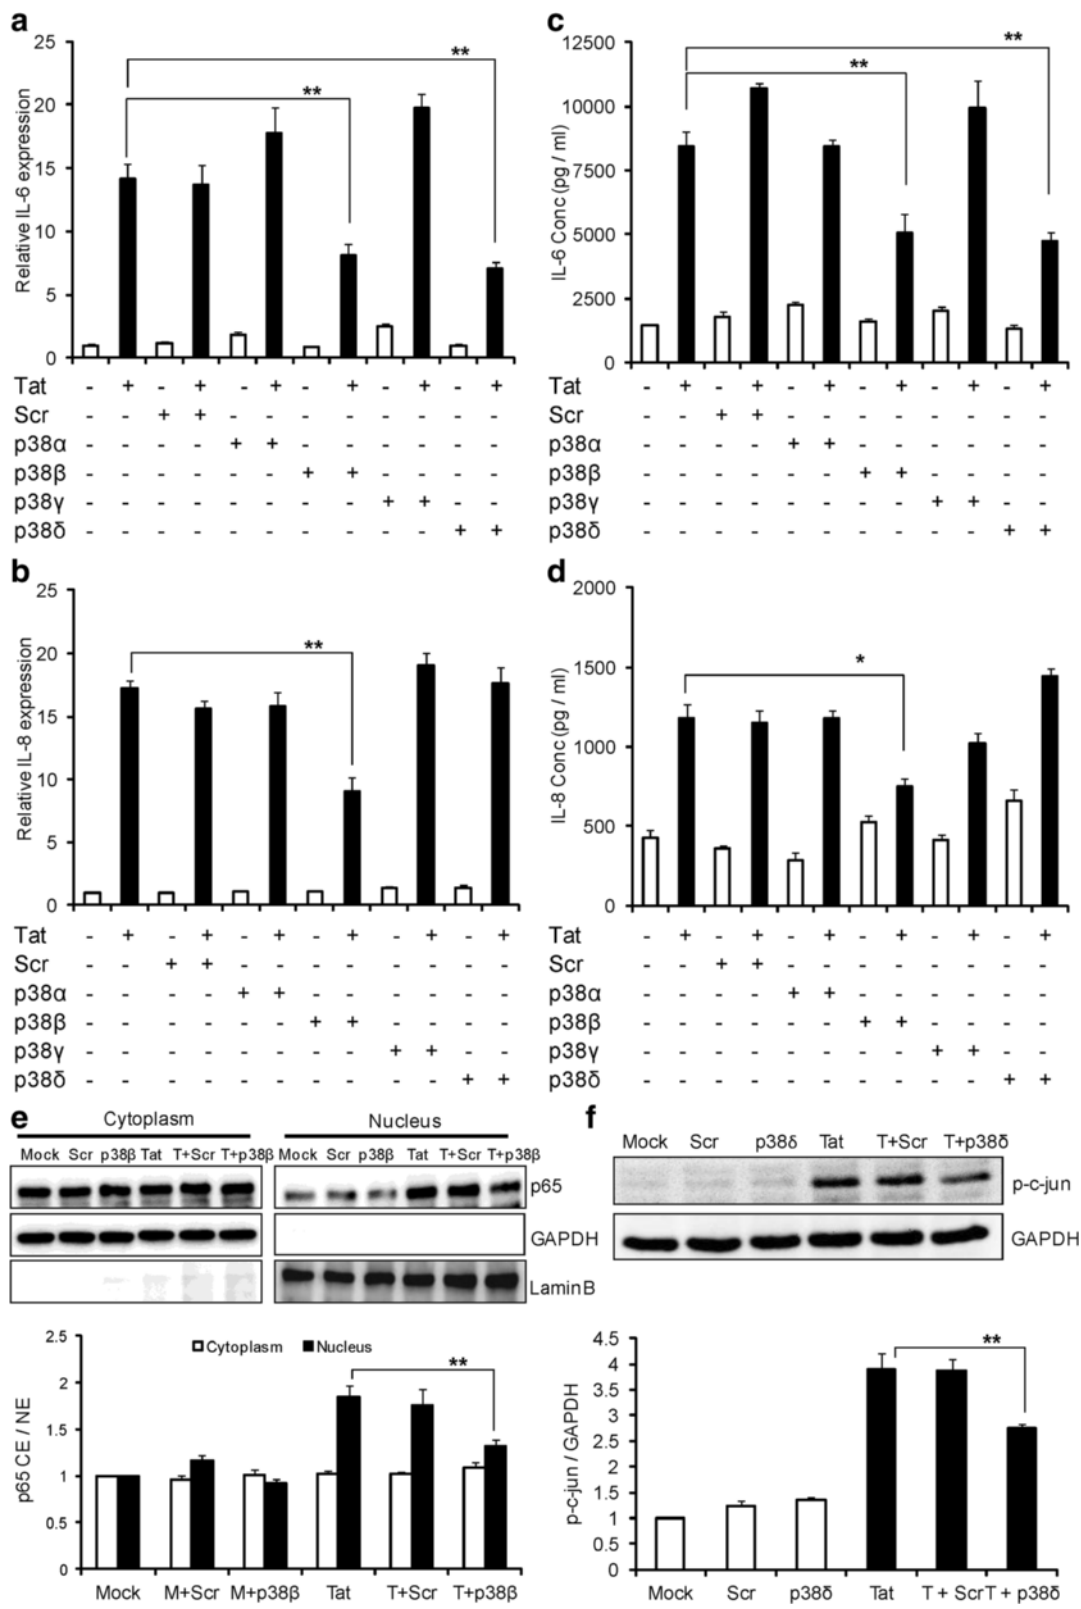 a
25
20
15
10
5
0
Relative IL-6 expression
**
**
Tat - + - + - + - + - + - +
Scr - - + + - - - - - - - -
p38α - - - - + + - - - - - -
p38β - - - - - - + + - - - -
p38γ - - - - - - - - + + - -
p38δ - - - - - - - - - - + +
c
12500
10000
7500
5000
2500
0
IL-6 Conc (pg / ml)
**
**
Tat - + - + - + - + - + - +
Scr - - + + - - - - - - - -
p38α - - - - + + - - - - - -
p38β - - - - - - + + - - - -
p38γ - - - - - - - - + + - -
p38δ - - - - - - - - - - + +
b
25
20
15
10
5
0
Relative IL-8 expression
**
Tat - + - + - + - + - + - +
Scr - - + + - - - - - - - -
p38α - - - - + + - - - - - -
p38β - - - - - - + + - - - -
p38γ - - - - - - - - + + - -
p38δ - - - - - - - - - - + +
d
2000
1500
1000
500
0
IL-8 Conc (pg / ml)
*
Tat - + - + - + - + - + - +
Scr - - + + - - - - - - - -
p38α - - - - + + - - - - - -
p38β - - - - - - + + - - - -
p38γ - - - - - - - - + + - -
p38δ - - - - - - - - - - + +
e
Cytoplasm Nucleus
Mock Scr p38β Tat T+Scr T+p38β Mock Scr p38β Tat T+Scr T+p38β
p65
GAPDH
Lamin B
2.5
2
1.5
1
0.5
0
p65 CE / NE
Cytoplasm Nucleus
**
Mock M+Scr M+p38β Tat T+Scr T+p38β
f
Mock Scr p38δ Tat T+Scr T+p38δ
p-c-jun
GAPDH
4.5
4
3.5
3
2.5
2
1.5
1
0.5
0
p-c-jun / GAPDH
**
Mock Scr p38δ Tat T + Scr T + p38δ